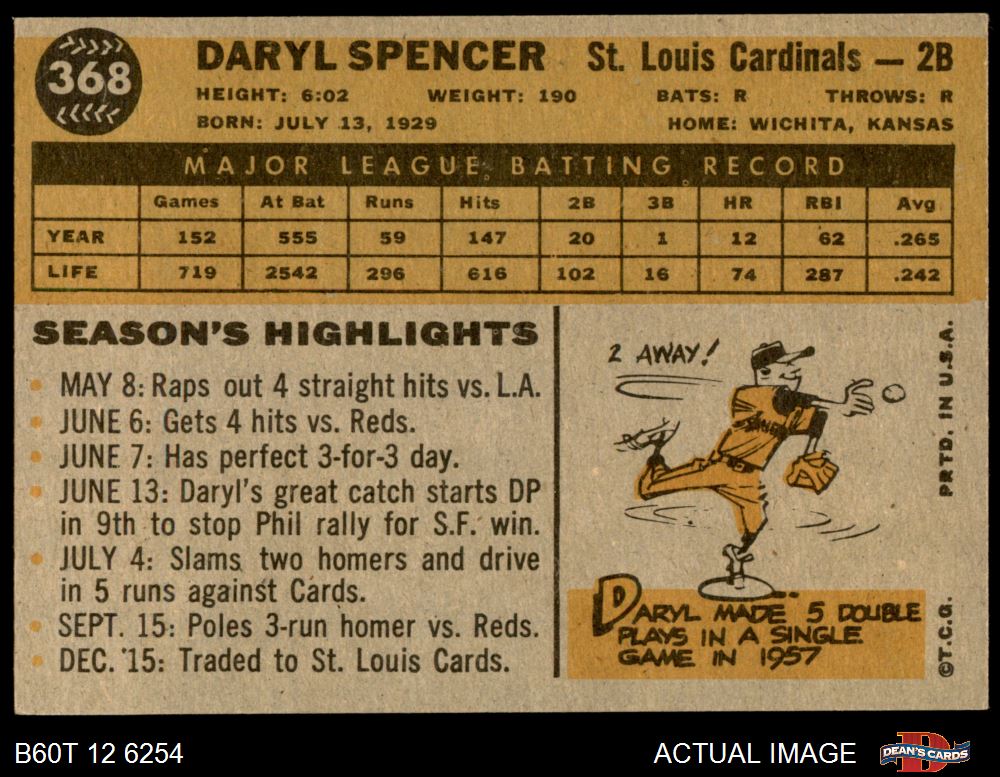 368
DARYL SPENCER St. Louis Cardinals — 2B
HEIGHT: 6:02 WEIGHT: 190 BATS: R THROWS: R
BORN: JULY 13, 1929 HOME: WICHITA, KANSAS
MAJOR LEAGUE BATTING RECORD
Games At Bat Runs Hits 2B 3B HR RBI Avg
YEAR 152 555 59 147 20 1 12 62 .265
LIFE 719 2542 296 616 102 16 74 287 .242
SEASON'S HIGHLIGHTS
• MAY 8: Raps out 4 straight hits vs. L.A.
• JUNE 6: Gets 4 hits vs. Reds.
• JUNE 7: Has perfect 3-for-3 day.
• JUNE 13: Daryl's great catch starts DP
in 9th to stop Phil rally for S.F. win.
• JULY 4: Slams two homers and drive
in 5 runs against Cards.
• SEPT. 15: Poles 3-run homer vs. Reds.
• DEC. 15: Traded to St. Louis Cards.
2 AWAY!
DARYL MADE 5 DOUBLE
PLAYS IN A SINGLE
GAME IN 1957
©T.C.G. PRTD. IN U.S.A.
B60T 12 6254 ACTUAL IMAGE
DEAN'S CARDS